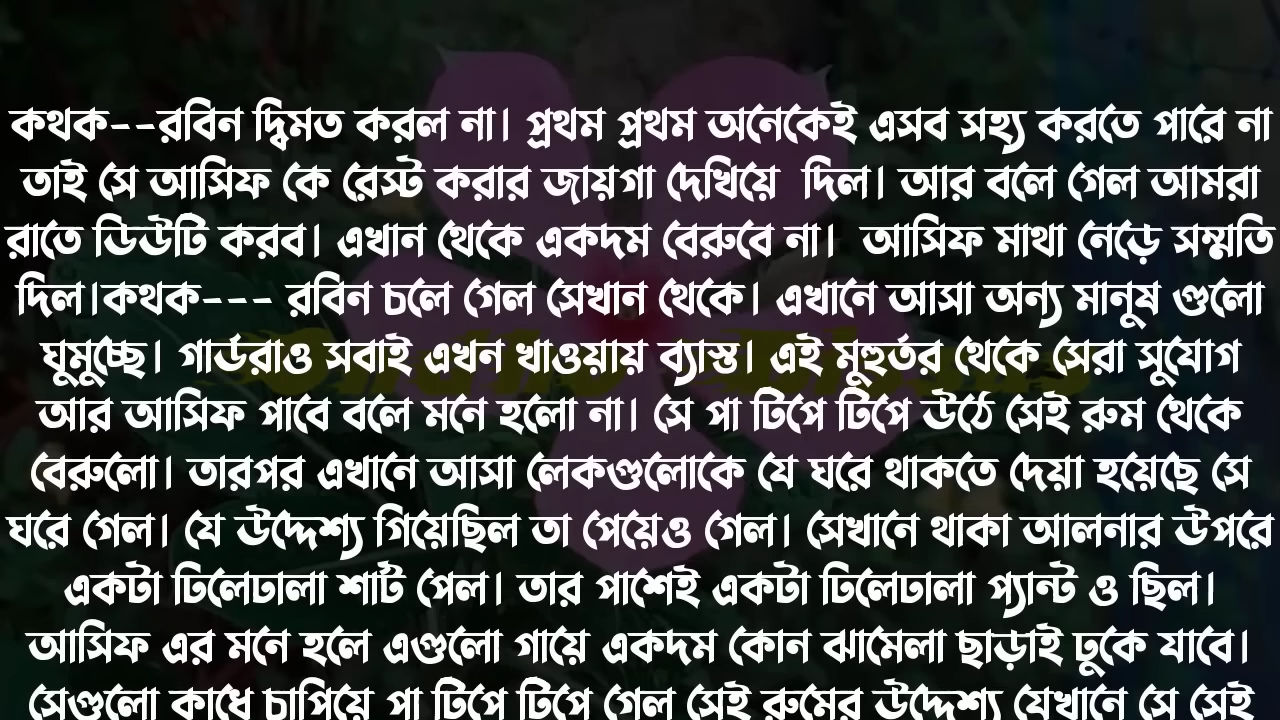 কথক--রবিন দ্বিমত করল না। প্রথম প্রথম অনেকেই এসব সহ্য করতে পারে না
তাই সে আসিফ কে রেস্ট করার জায়গা দেখিয়ে দিল। আর বলে গেল আমরা
রাতে ডিউটি করব। এখান থেকে একদম বেরুবে না। আসিফ মাথা নেড়ে সম্মতি
দিল।কথক--- রবিন চলে গেল সেখান থেকে। এখানে আসা অন্য মানুষ গুলো
ঘুমুচ্ছে। গার্ডরাও সবাই এখন খাওয়ায় ব্যাস্ত। এই মুহুর্তর থেকে সেরা সুযোগ
আর আসিফ পাবে বলে মনে হলো না। সে পা টিপে টিপে উঠে সেই রুম থেকে
বেরুলো। তারপর এখানে আসা লেকগুলোকে যে ঘরে থাকতে দেয়া হয়েছে সে
ঘরে গেল। যে উদ্দেশ্য গিয়েছিল তা পেয়েও গেল। সেখানে থাকা আলনার উপরে
একটা ঢিলেঢালা শার্ট পেল। তার পাশেই একটা ঢিলেঢালা প্যান্ট ও ছিল।
আসিফ এর মনে হলে এগুলো গায়ে একদম কোন ঝামেলা ছাড়াই ঢুকে যাবে।
সেগুলো কাধে চাপিয়ে পা টিপে টিপে গেল সেই রুমের উদ্দেশ্য যেখানে সে সেই